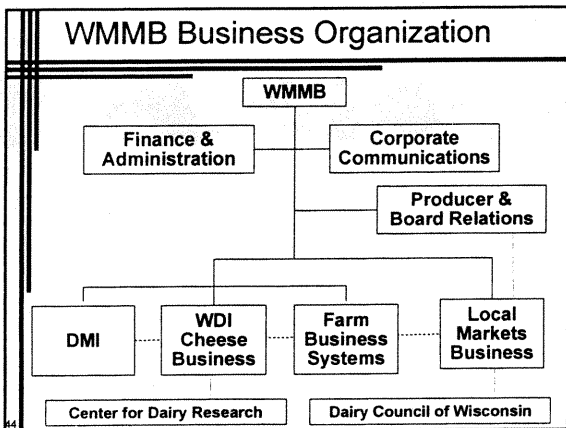 WMMB Business Organization
WMMB
Finance &
Administration
Corporate
Communications
Producer &
Board Relations
DMI
WDI
Cheese
Business
Farm
Business
Systems
Local
Markets
Business
Center for Dairy Research
Dairy Council of Wisconsin
44